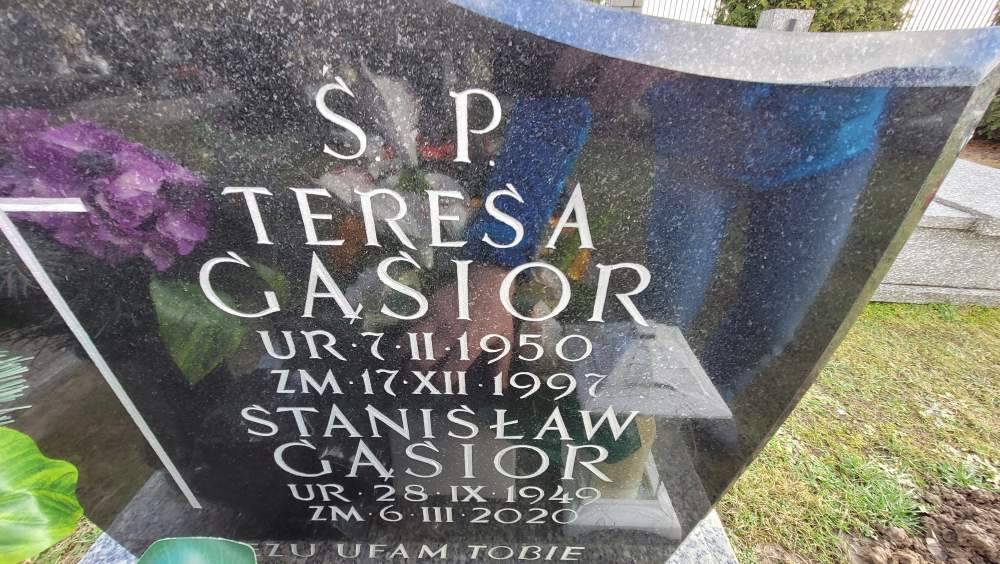 Ś. P.
TERESA
GĄSIOR
UR·7·II·1950
ZM·17·XII·1997
STANISŁAW
GĄSIOR
UR·28·IX·1949
ZM·6·III·2020
EZU UFAM TOBIE